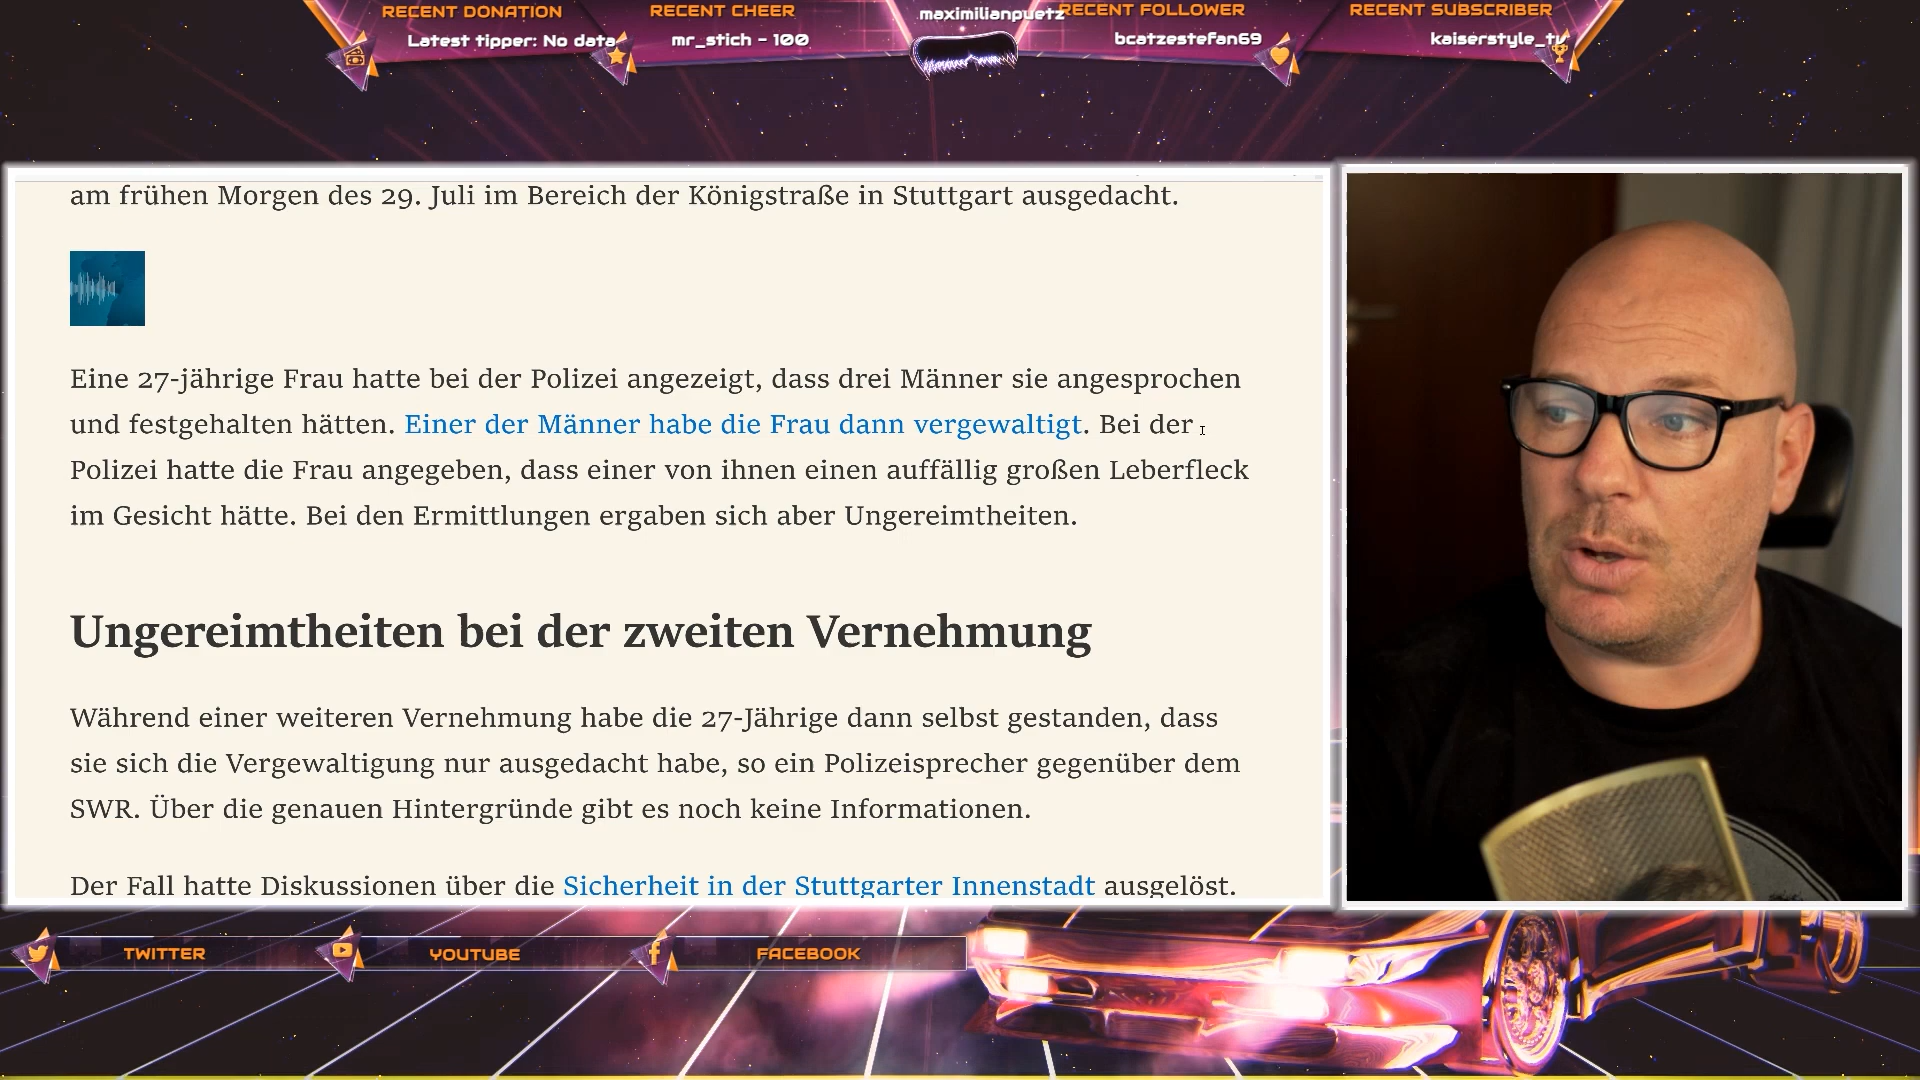 RECENT DONATION
Latest tipper: No data
RECENT CHEER
mr_stich - 100
maximilianpuetz
RECENT FOLLOWER
bcatzestefan69
RECENT SUBSCRIBER
kaiserstyle_tv
am frühen Morgen des 29. Juli im Bereich der Königstraße in Stuttgart ausgedacht.
Eine 27-jährige Frau hatte bei der Polizei angezeigt, dass drei Männer sie angesprochen
und festgehalten hätten. Einer der Männer habe die Frau dann vergewaltigt. Bei der
Polizei hatte die Frau angegeben, dass einer von ihnen einen auffällig großen Leberfleck
im Gesicht hätte. Bei den Ermittlungen ergaben sich aber Ungereimtheiten.
Ungereimtheiten bei der zweiten Vernehmung
Während einer weiteren Vernehmung habe die 27-Jährige dann selbst gestanden, dass
sie sich die Vergewaltigung nur ausgedacht habe, so ein Polizeisprecher gegenüber dem
SWR. Über die genauen Hintergründe gibt es noch keine Informationen.
Der Fall hatte Diskussionen über die Sicherheit in der Stuttgarter Innenstadt ausgelöst.
TWITTER
YOUTUBE
FACEBOOK